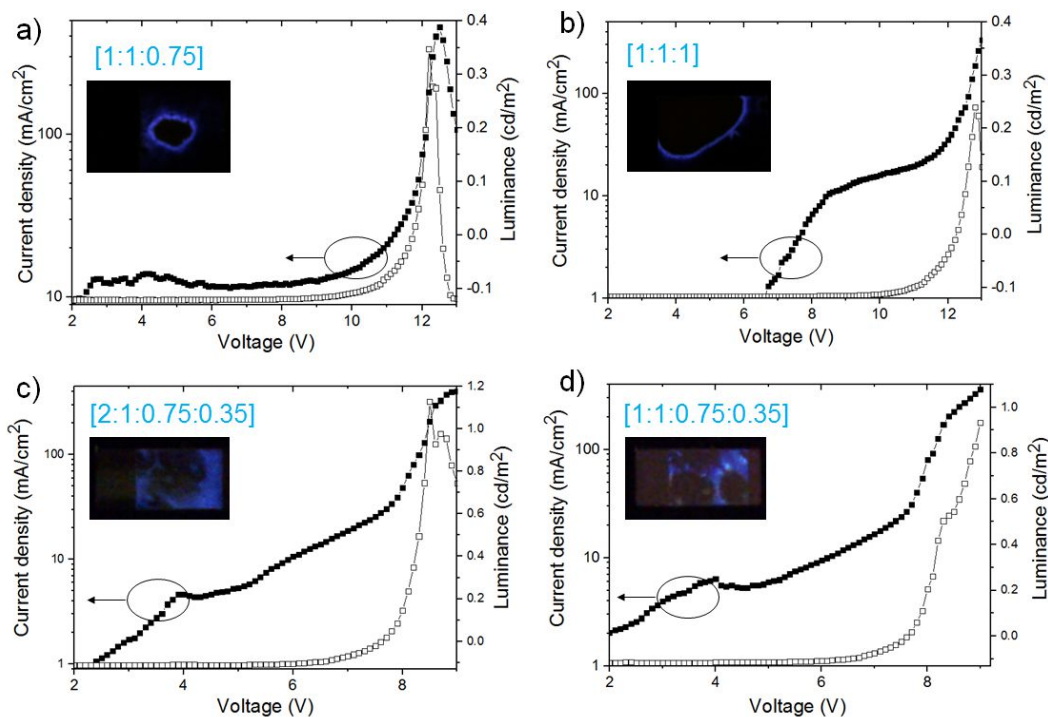 a)
[1:1:0.75]
Current density (mA/cm²)
100
10
0.4
0.3
0.2
0.1
0.0
-0.1
Luminance (cd/m²)
2 4 6 8 10 12
Voltage (V)
b)
[1:1:1]
Current density (mA/cm²)
100
10
1
0.4
0.3
0.2
0.1
0.0
-0.1
Luminance (cd/m²)
2 4 6 8 10 12
Voltage (V)
c)
[2:1:0.75:0.35]
Current density (mA/cm²)
100
10
1
1.2
1.0
0.8
0.6
0.4
0.2
0.0
Luminance (cd/m²)
2 4 6 8
Voltage (V)
d)
[1:1:0.75:0.35]
Current density (mA/cm²)
100
10
1
1.0
0.8
0.6
0.4
0.2
0.0
Luminance (cd/m²)
2 4 6 8
Voltage (V)